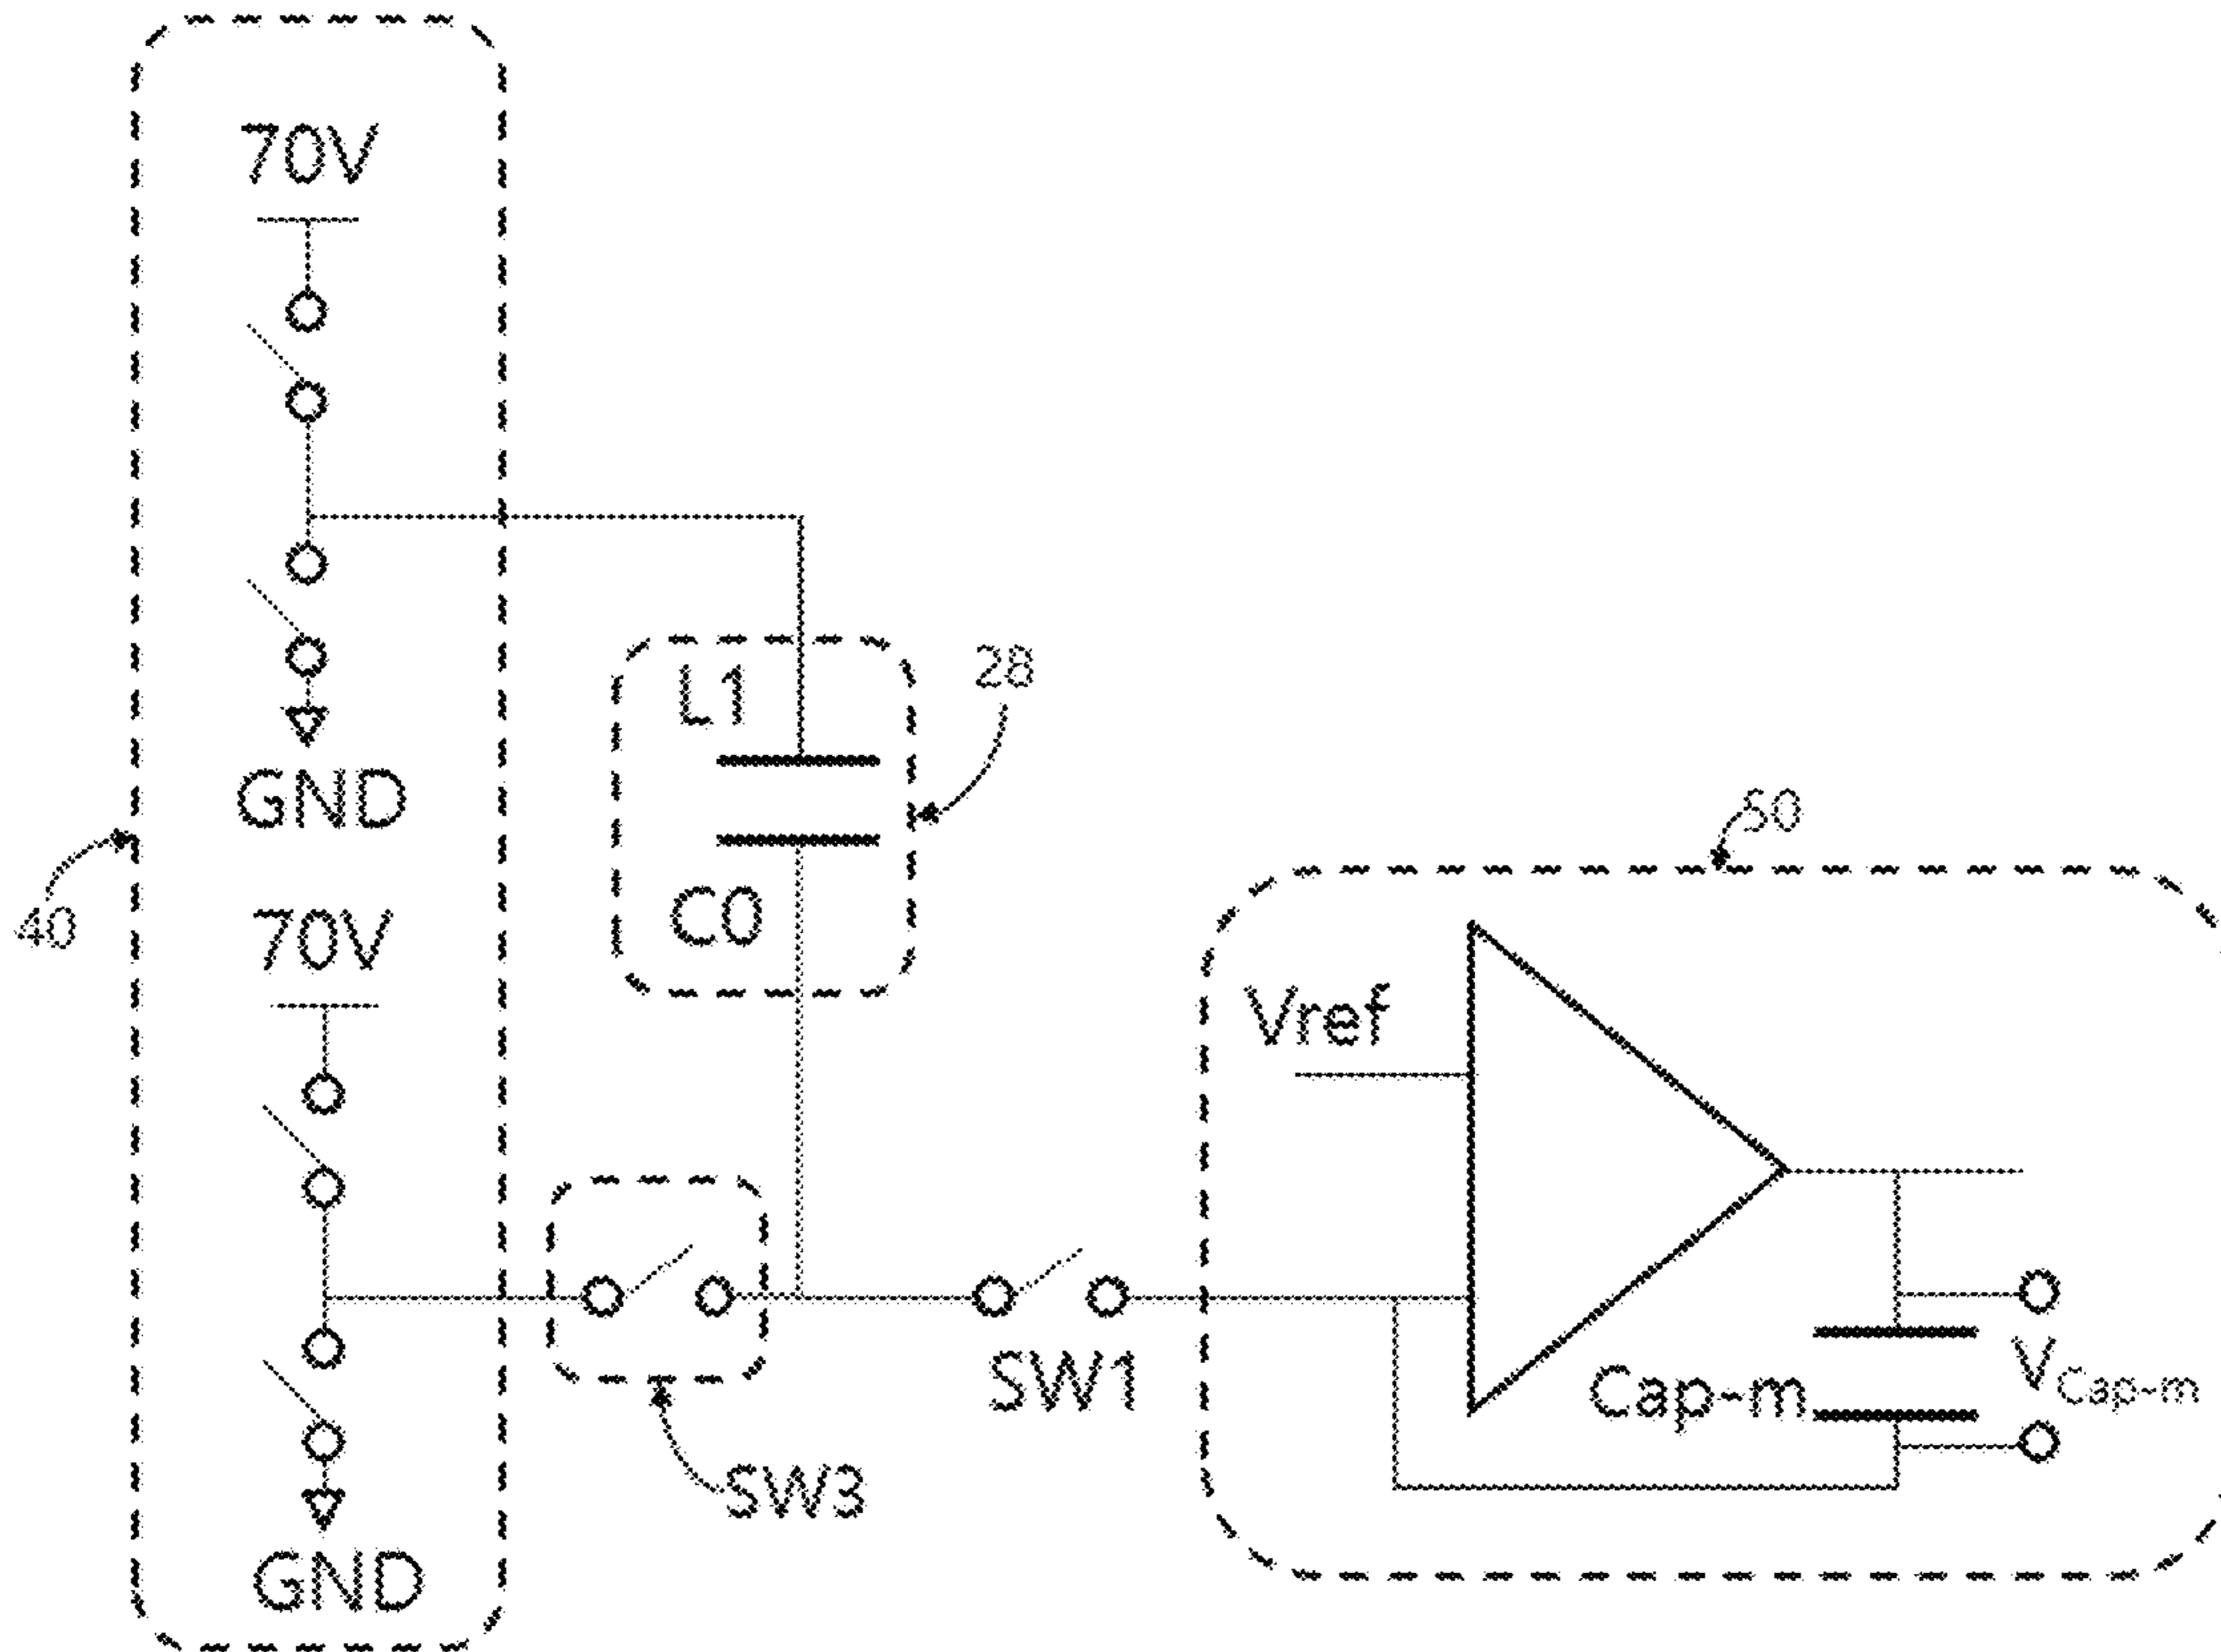 70V
L1
28
GND
50
C0
40
70V
Vref
SW1
Cap-m
VCap-m
SW3
GND